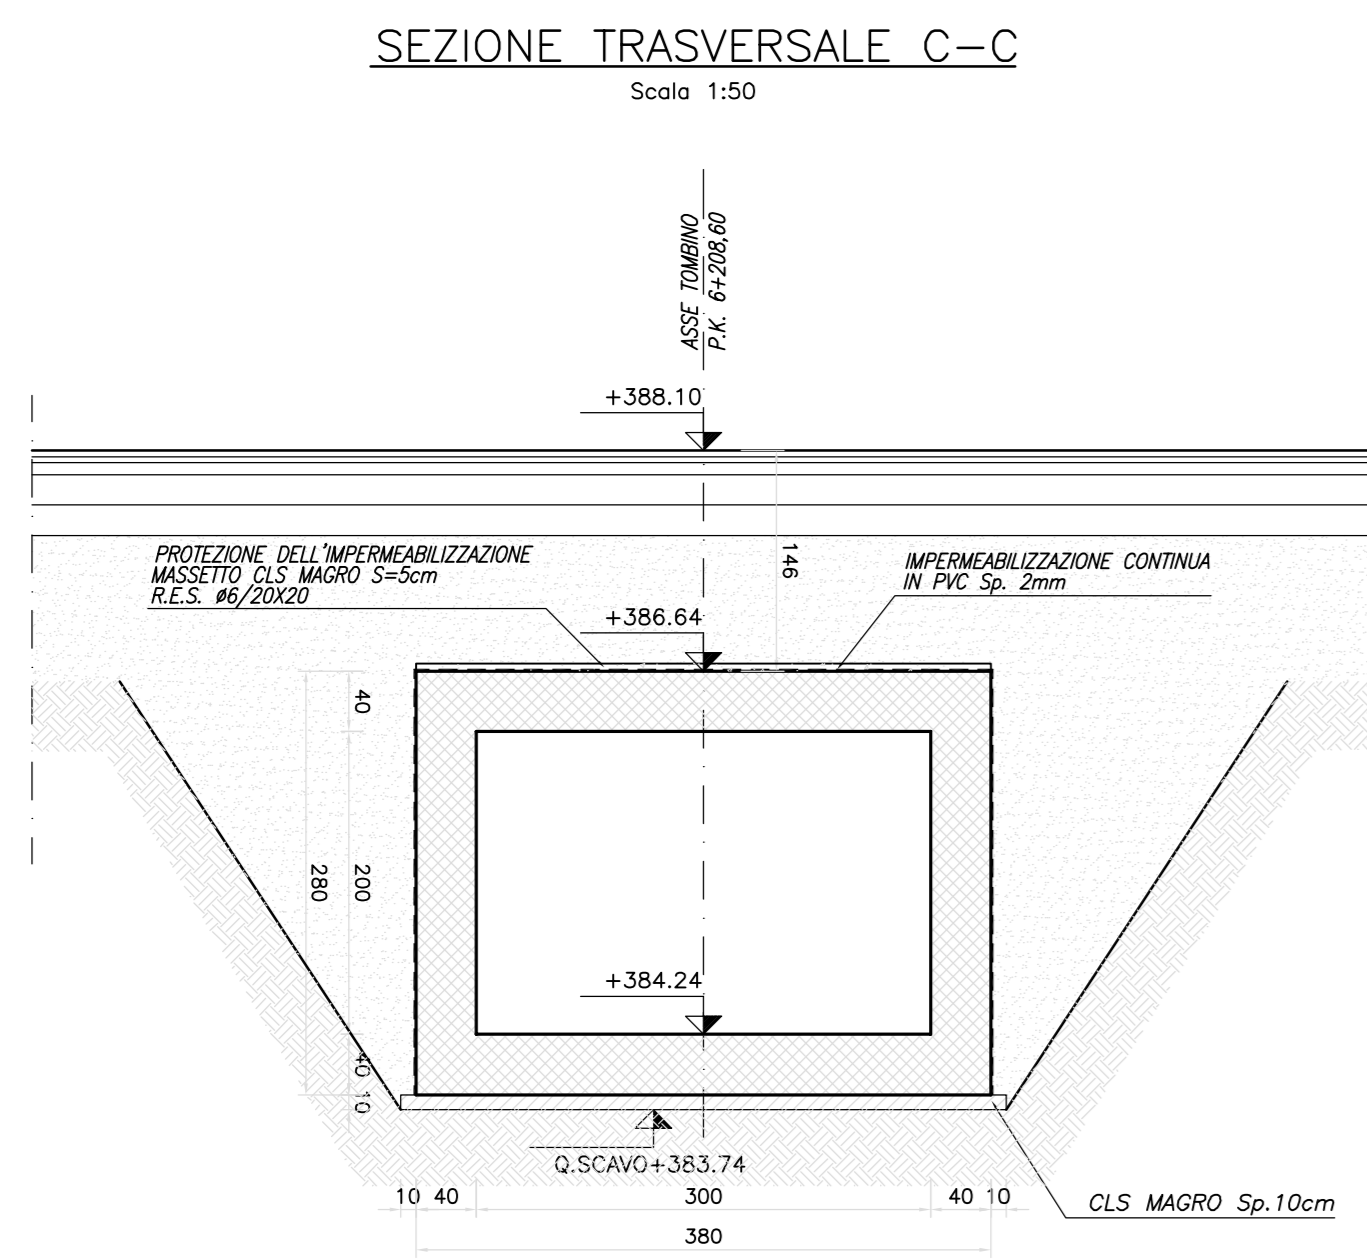 SEZIONE TRASVERSALE C-C
Scala 1:50
ASSE TOMBINO
P.K. 6+208,60
+388.10
146
PROTEZIONE DELL'IMPERMEABILIZZAZIONE
MASSETTO CLS MAGRO S=5cm
R.E.S. ø6/20X20
IMPERMEABILIZZAZIONE CONTINUA
IN PVC Sp. 2mm
+386.64
40
280
200
+384.24
40
10
Q.SCAVO+383.74
10 40 300 40 10
CLS MAGRO Sp.10cm
380